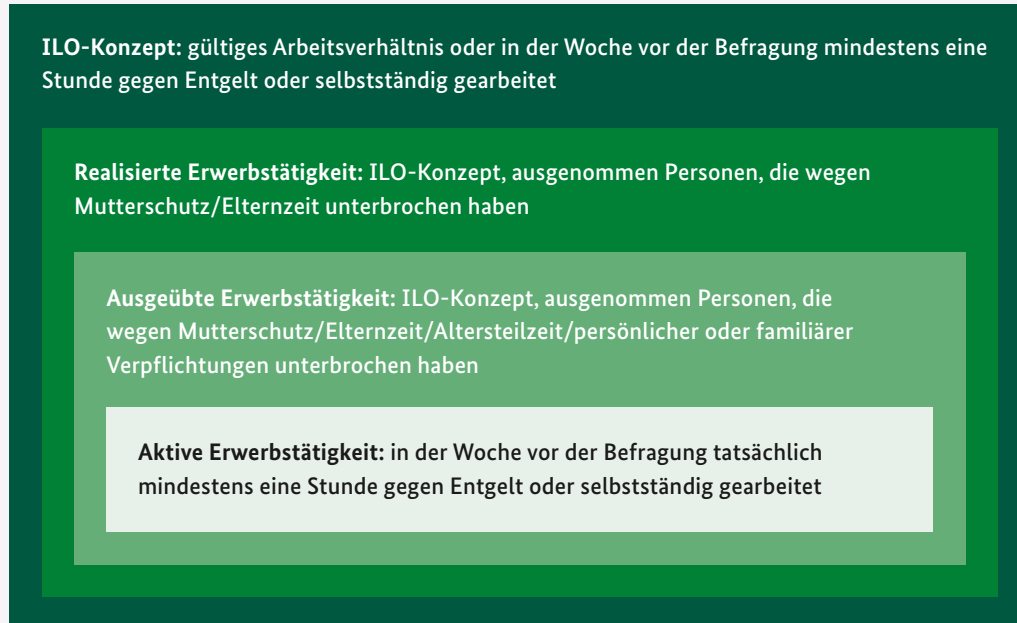 ILO-Konzept: gültiges Arbeitsverhältnis oder in der Woche vor der Befragung mindestens eine
Stunde gegen Entgelt oder selbstständig gearbeitet
Realisierte Erwerbstätigkeit: ILO-Konzept, ausgenommen Personen, die wegen
Mutterschutz/Elternzeit unterbrochen haben
Ausgeübte Erwerbstätigkeit: ILO-Konzept, ausgenommen Personen, die
wegen Mutterschutz/Elternzeit/Altersteilzeit/persönlicher oder familiärer
Verpflichtungen unterbrochen haben
Aktive Erwerbstätigkeit: in der Woche vor der Befragung tatsächlich
mindestens eine Stunde gegen Entgelt oder selbstständig gearbeitet